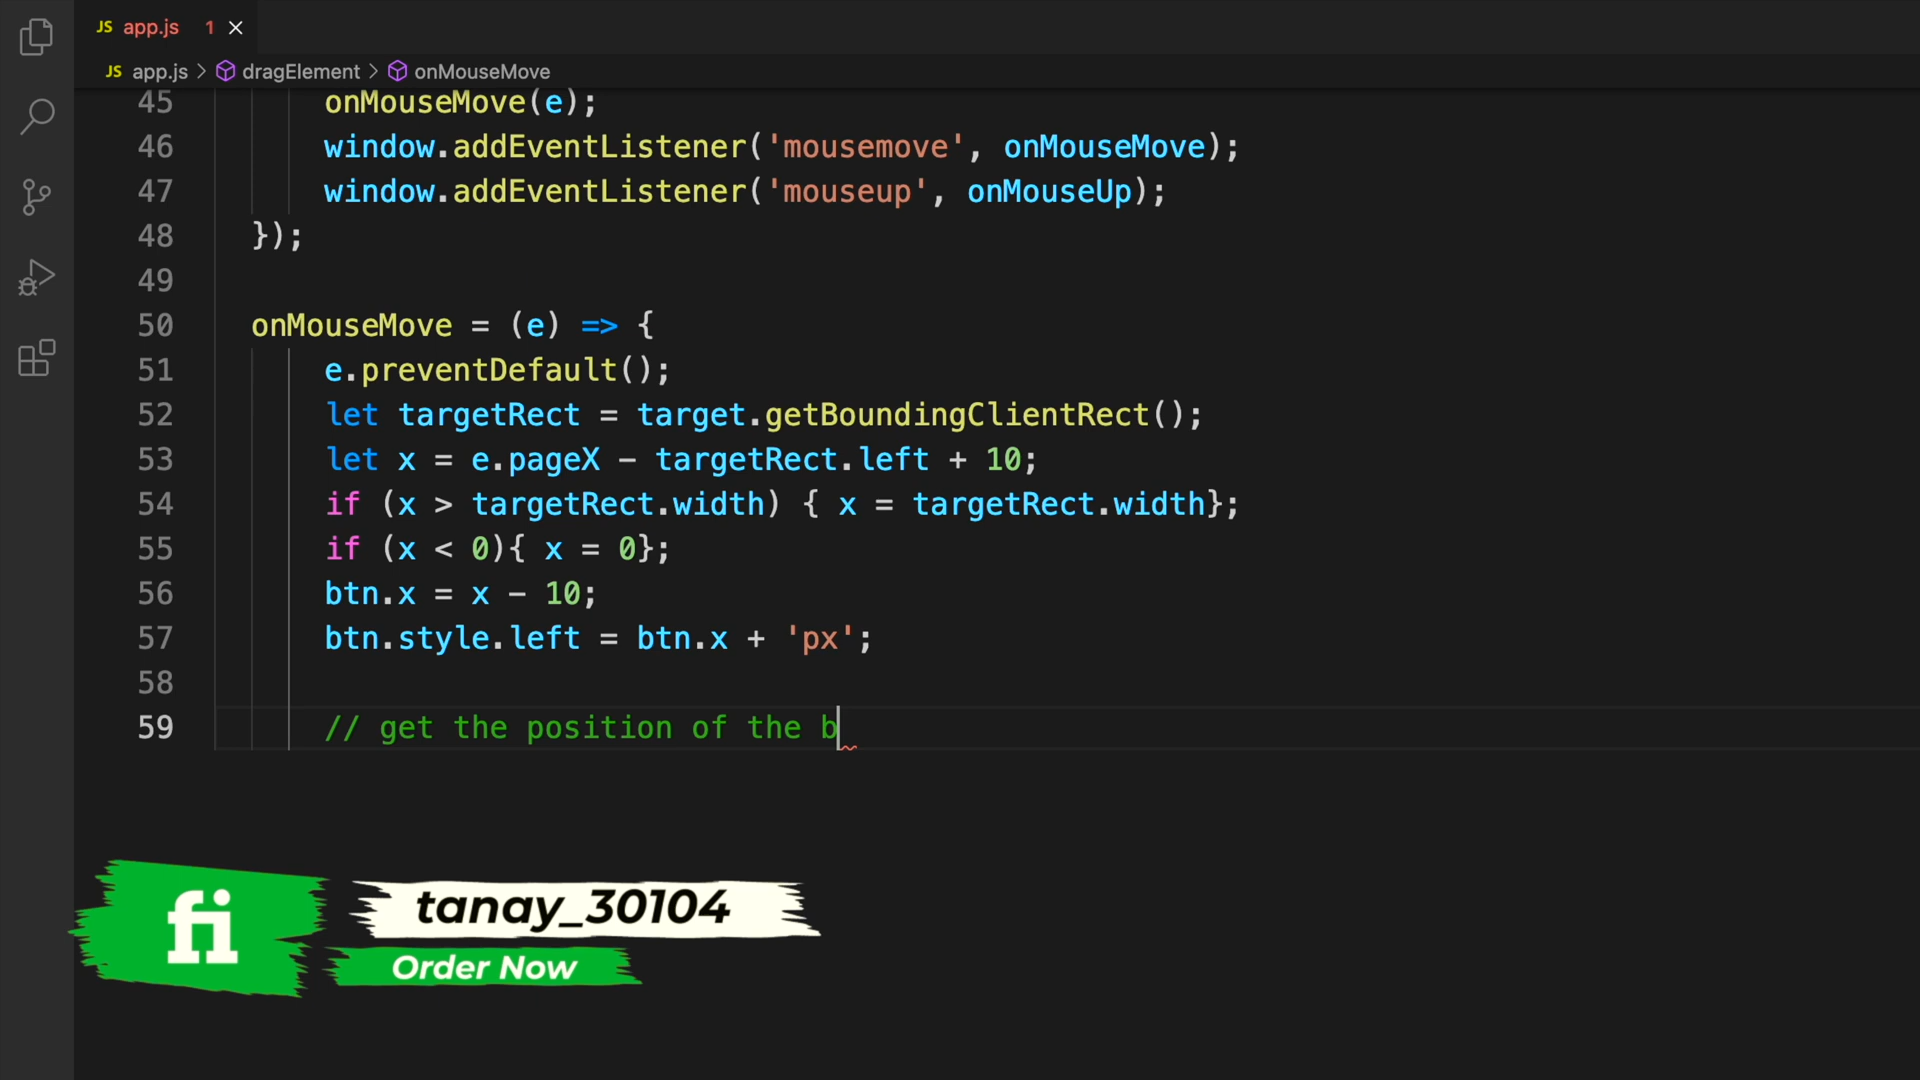 JS app.js 1
JS app.js > dragElement > onMouseMove
45 onMouseMove(e);
46 window.addEventListener('mousemove', onMouseMove);
47 window.addEventListener('mouseup', onMouseUp);
48 });
49
50 onMouseMove = (e) => {
51 e.preventDefault();
52 let targetRect = target.getBoundingClientRect();
53 let x = e.pageX - targetRect.left + 10;
54 if (x > targetRect.width) { x = targetRect.width};
55 if (x < 0){ x = 0};
56 btn.x = x - 10;
57 btn.style.left = btn.x + 'px';
58
59 // get the position of the b
fi
tanay_30104
Order Now